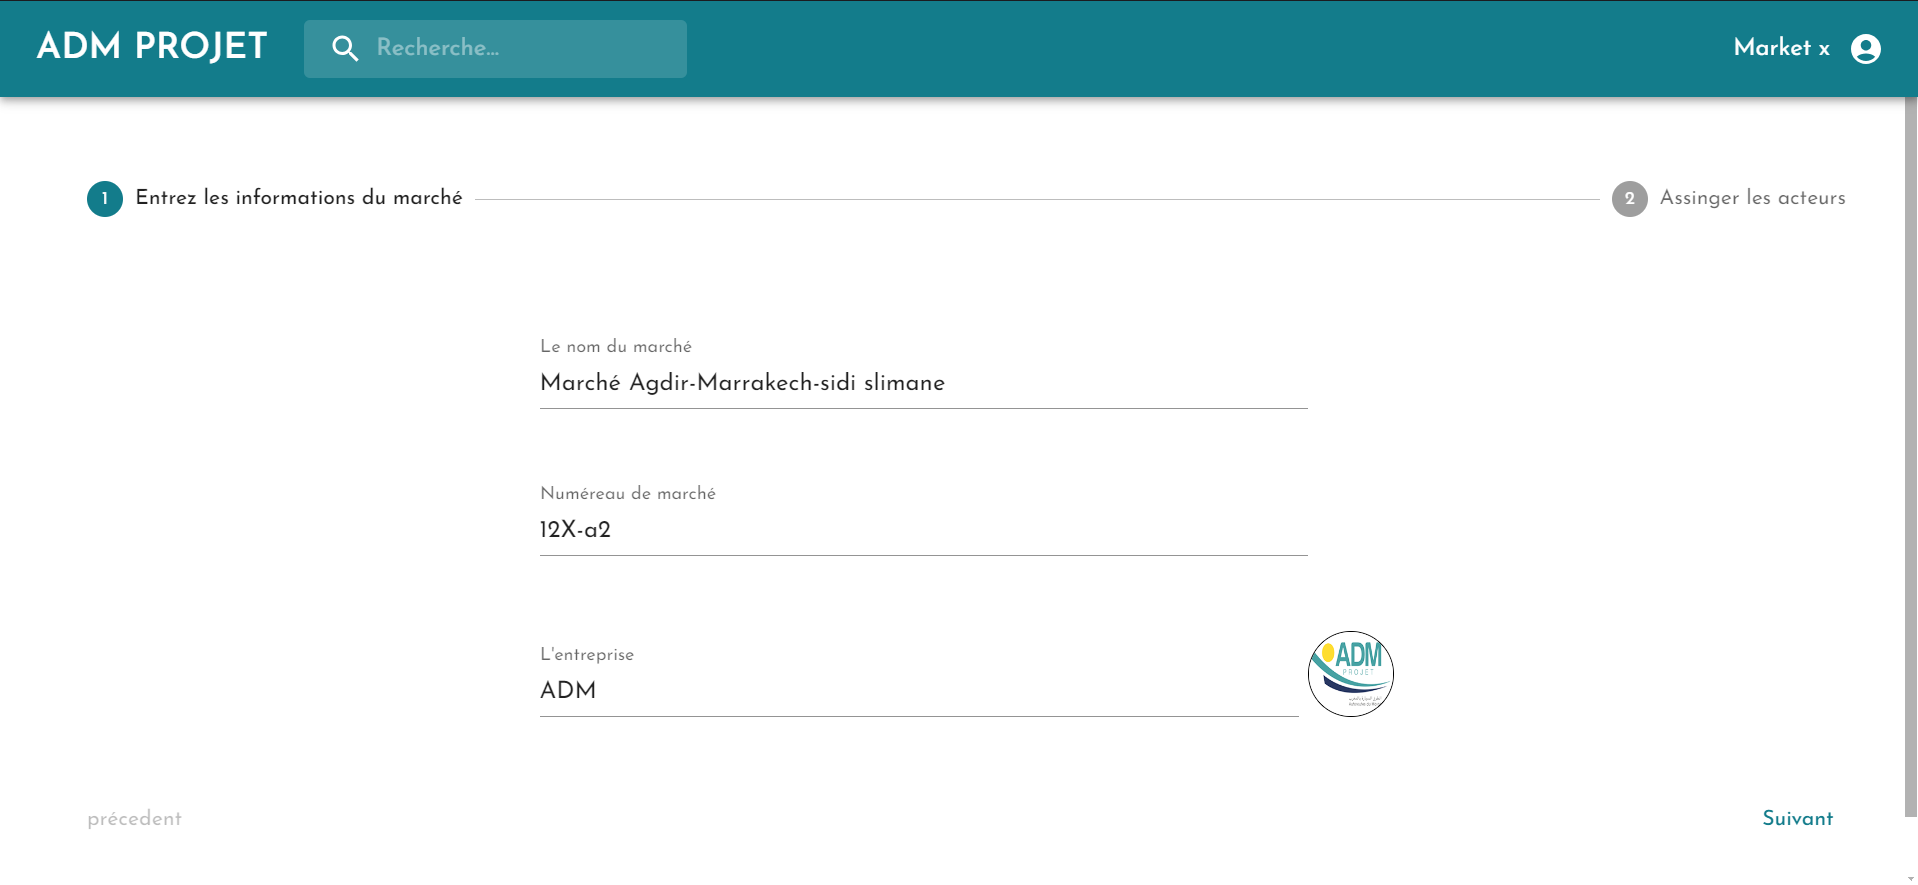 ADM PROJET
Recherche...
Market x
1 Entrez les informations du marché
2 Assinger les acteurs
Le nom du marché
Marché Agdir-Marrakech-sidi slimane
Numéreau de marché
12X-a2
L'entreprise
ADM
ADM
PROJET
précedent
Suivant